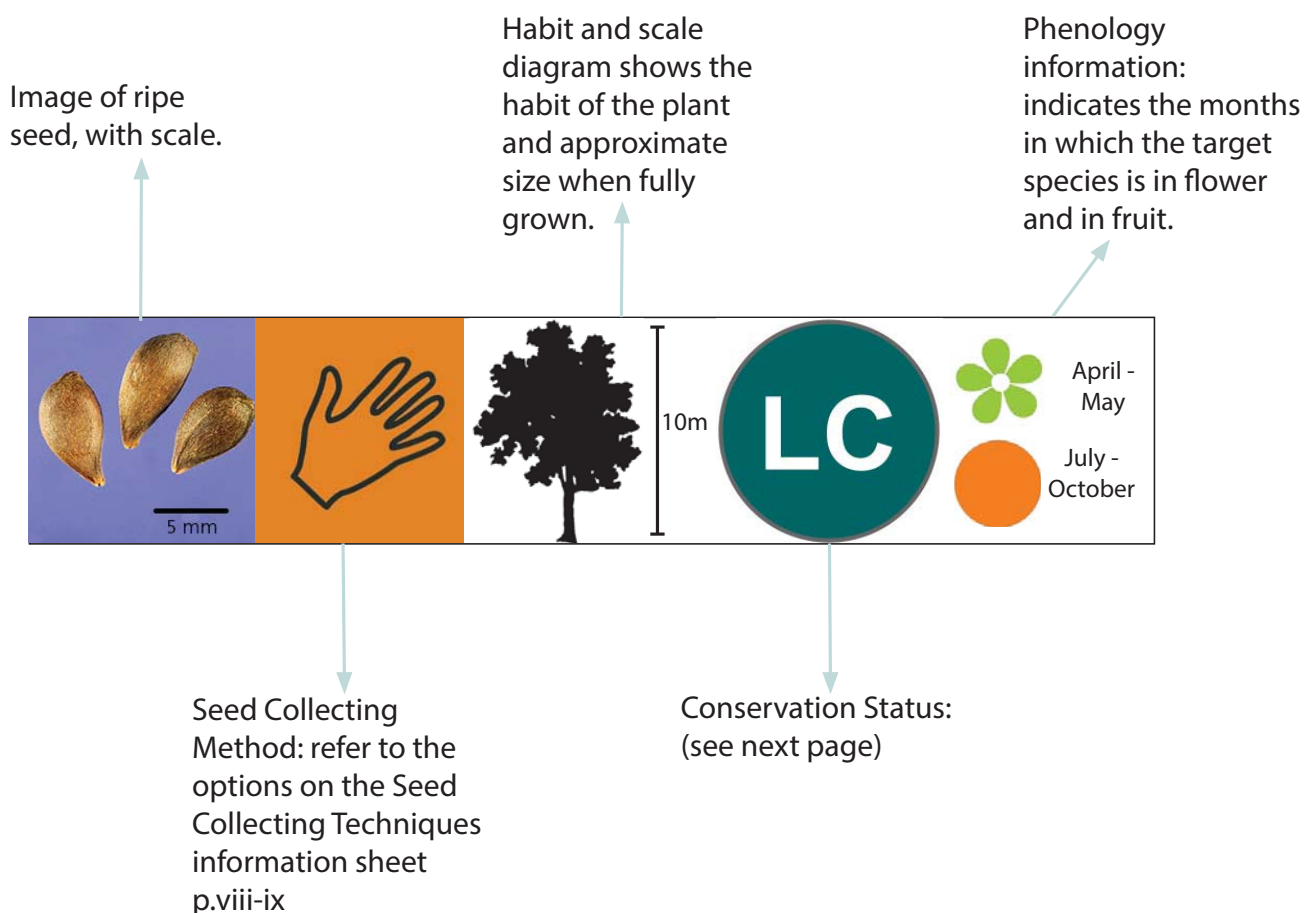 Image of ripe
seed, with scale.
Habit and scale
diagram shows the
habit of the plant
and approximate
size when fully
grown.
Phenology
information:
indicates the months
in which the target
species is in flower
and in fruit.
5 mm
10m
LC
April -
May
July -
October
Seed Collecting
Method: refer to the
options on the Seed
Collecting Techniques
information sheet
p.viii-ix
Conservation Status:
(see next page)